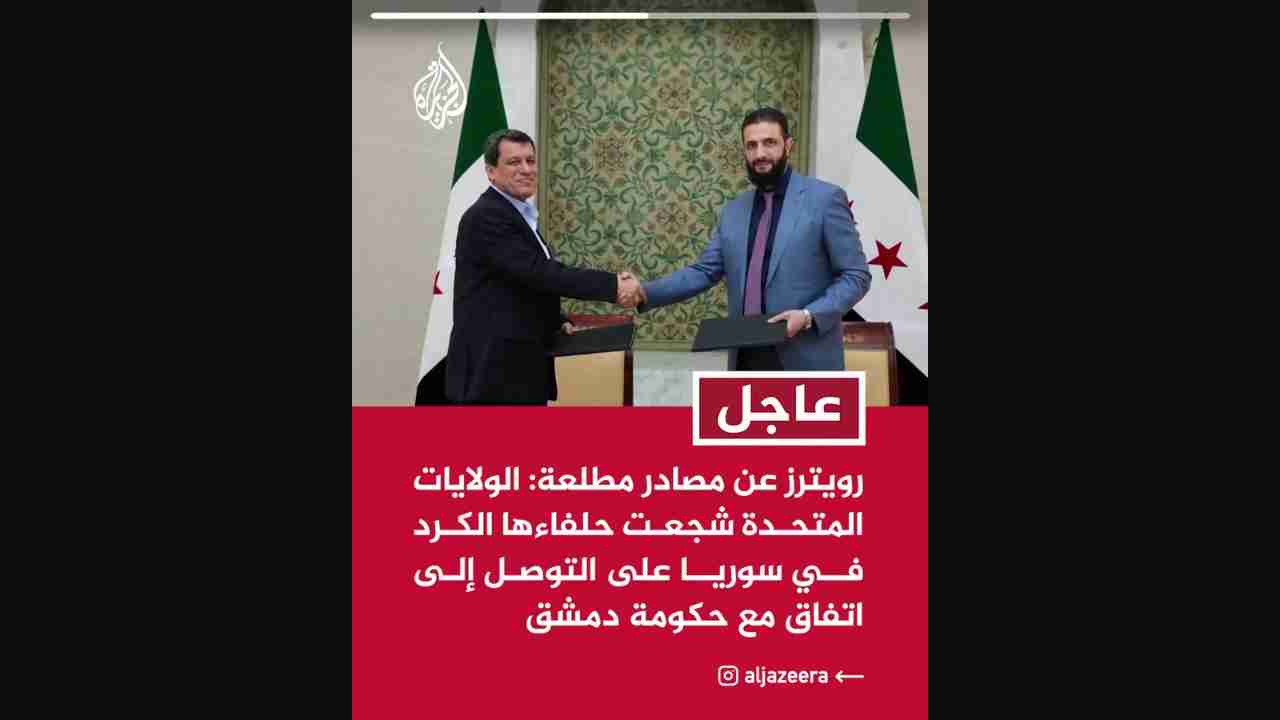 الجزيرة
عاجل
رويترز عن مصادر مطلعة: الولايات
المتحدة شجعت حلفاءها الكرد
في سوريا على التوصل إلى
اتفاق مع حكومة دمشق
aljazeera